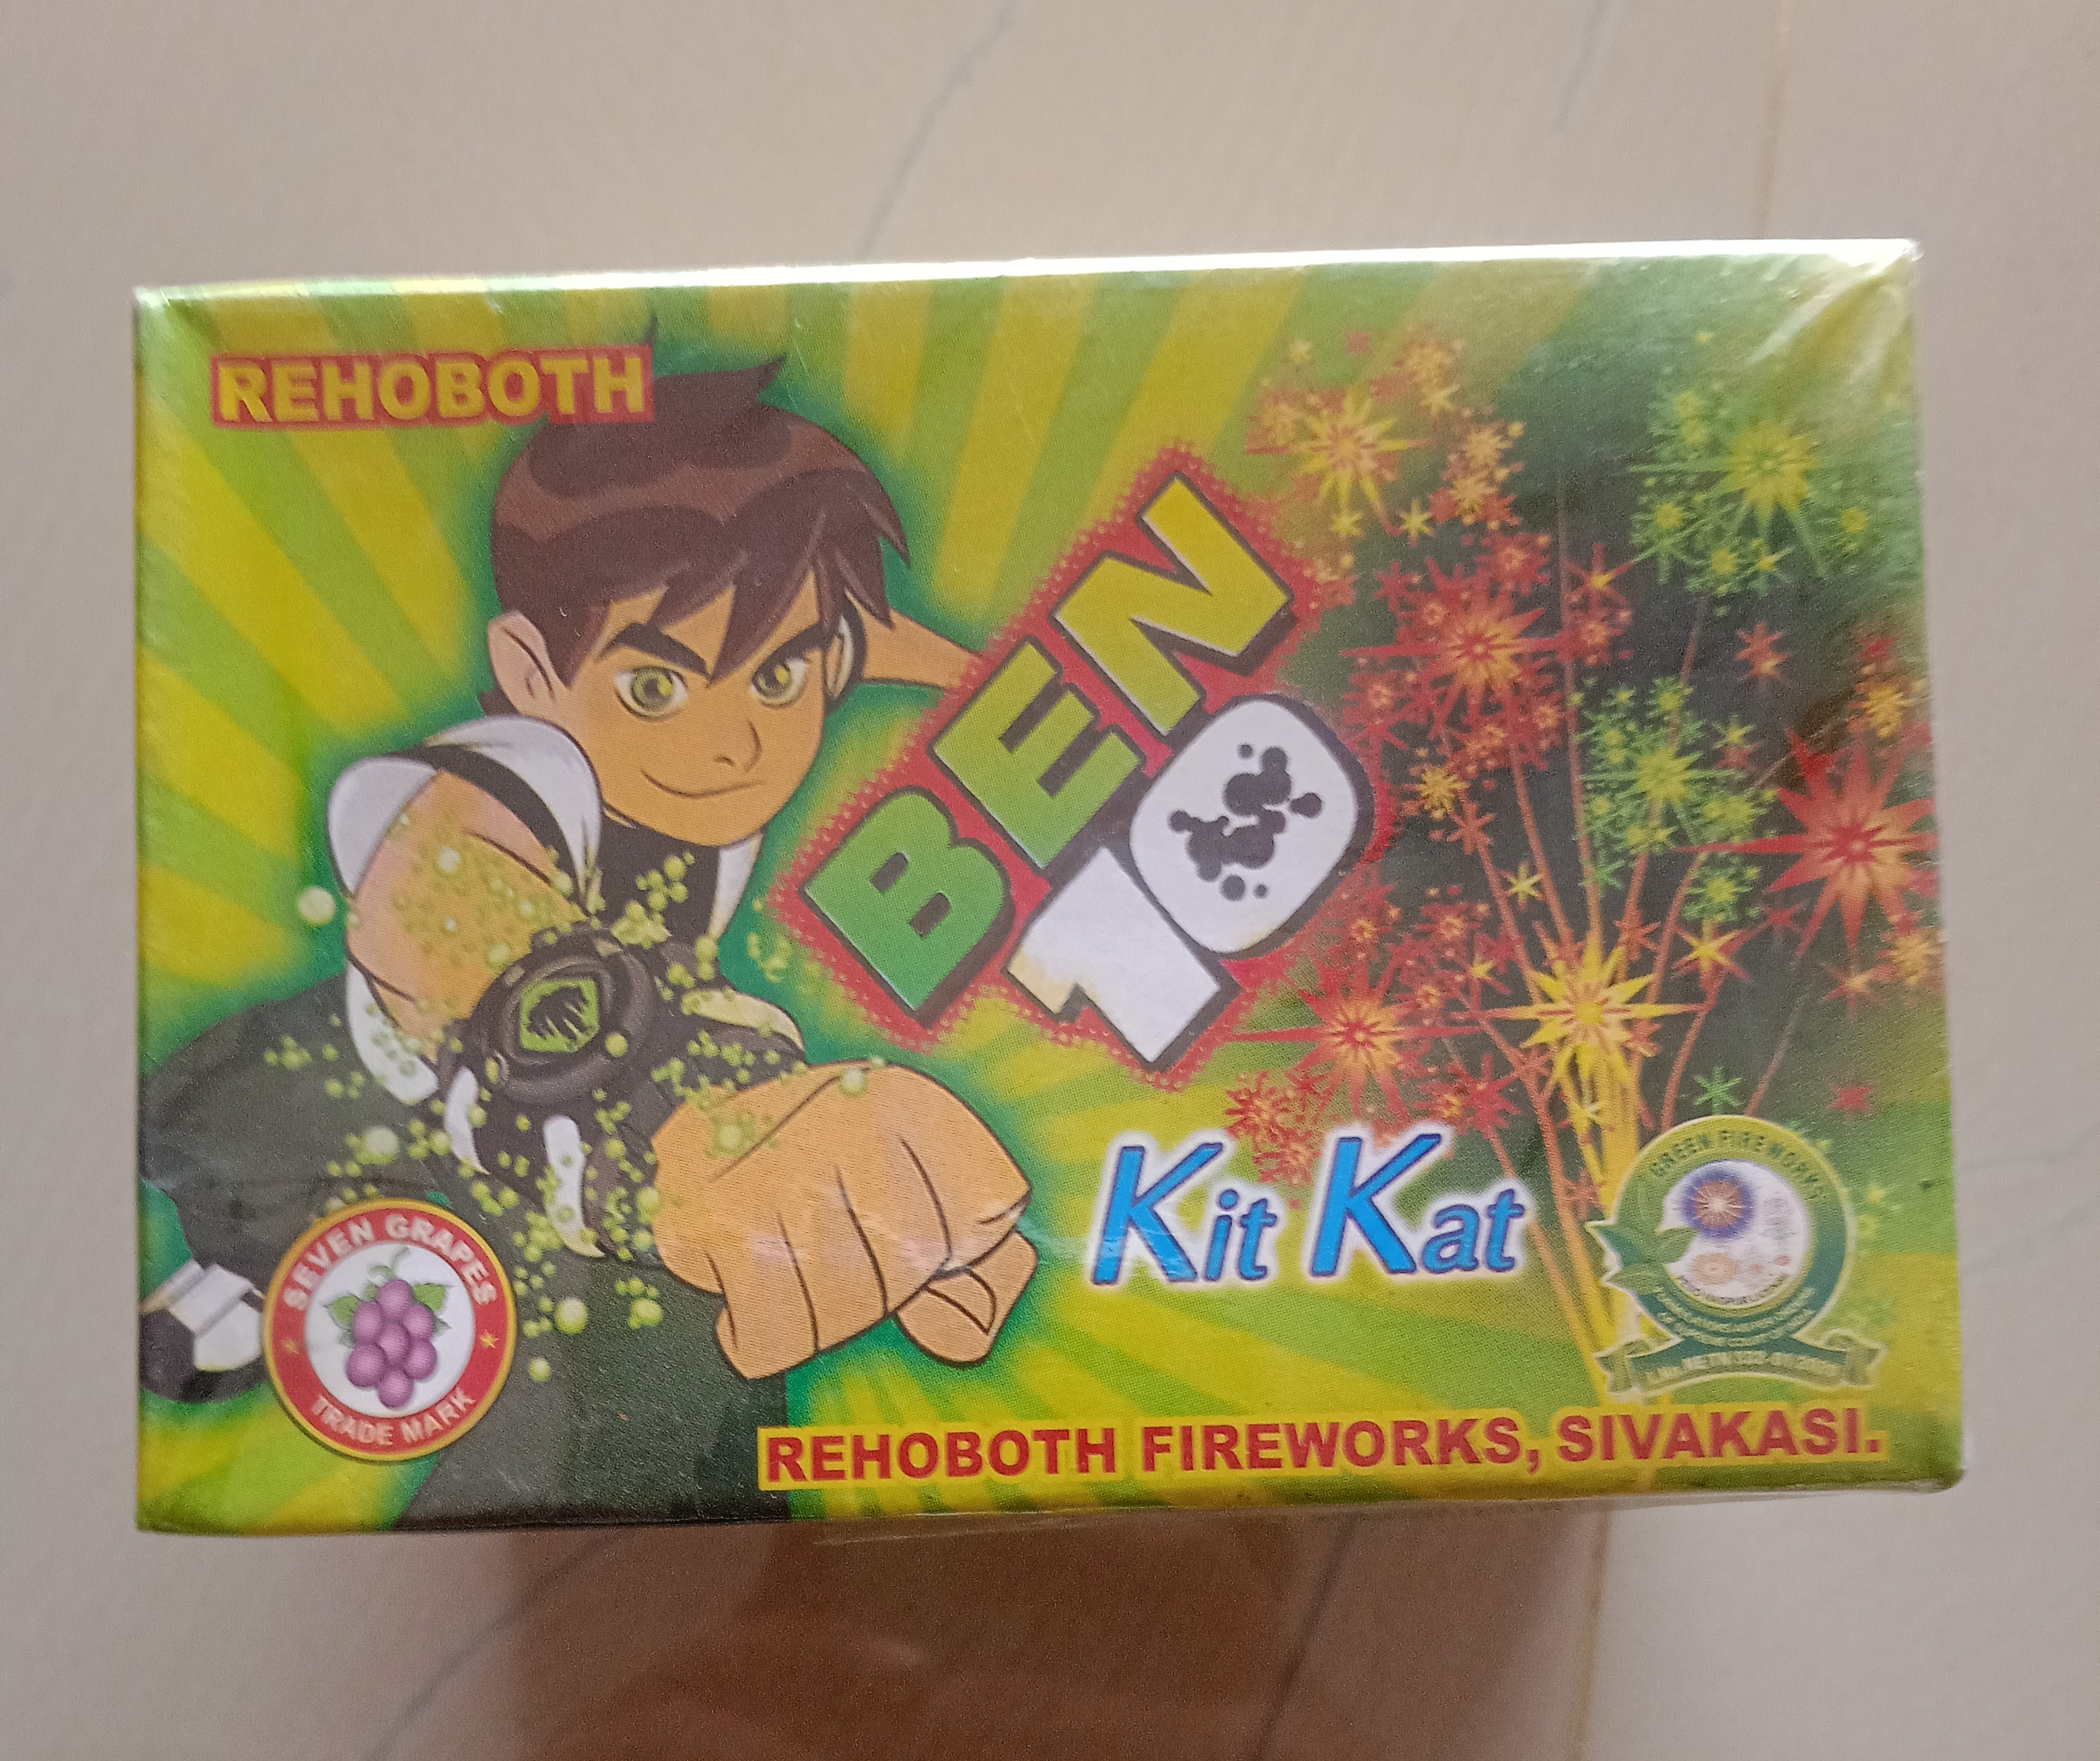 REHOBOTH
BEN
10
Kit Kat
GREEN FIREWORKS
SEVEN GRAPES
TRADE MARK
REHOBOTH FIREWORKS, SIVAKASI.